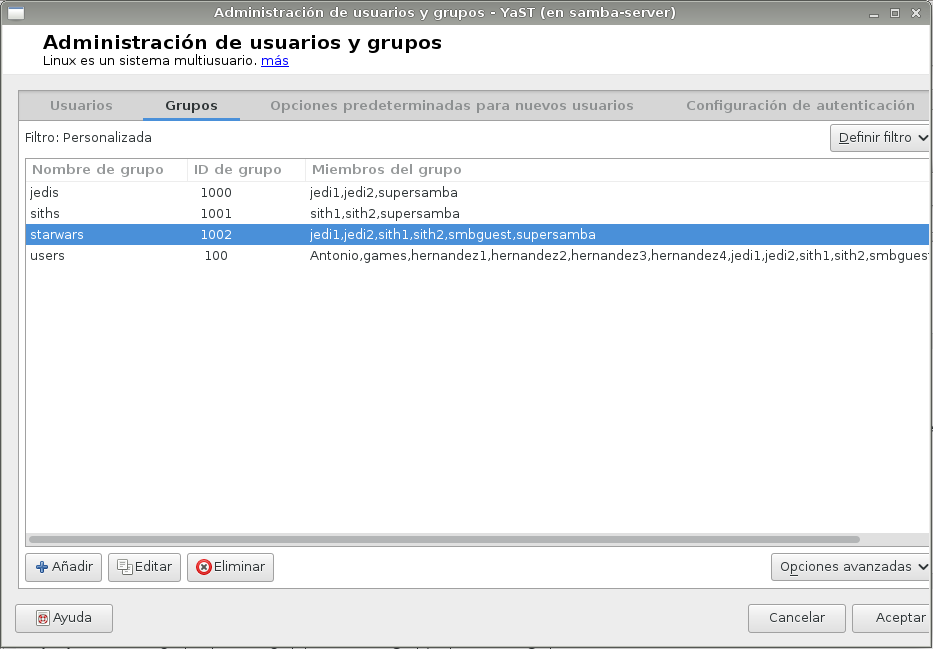 Administración de usuarios y grupos - YaST (en samba-server)
Administración de usuarios y grupos
Linux es un sistema multiusuario. más
Usuarios Grupos Opciones predeterminadas para nuevos usuarios Configuración de autenticación
Filtro: Personalizada Definir filtro
Nombre de grupo ID de grupo Miembros del grupo
jedis 1000 jedi1,jedi2,supersamba
siths 1001 sith1,sith2,supersamba
starwars 1002 jedi1,jedi2,sith1,sith2,smbguest,supersamba
users 100 Antonio,games,hernandez1,hernandez2,hernandez3,hernandez4,jedi1,jedi2,sith1,sith2,smbgues
Añadir Editar Eliminar Opciones avanzadas
Ayuda Cancelar Aceptar